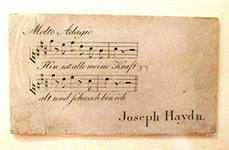 Molto Adagio
Hin ist alle meine Kraft
alt und schwach bin ich
Joseph Haydn.